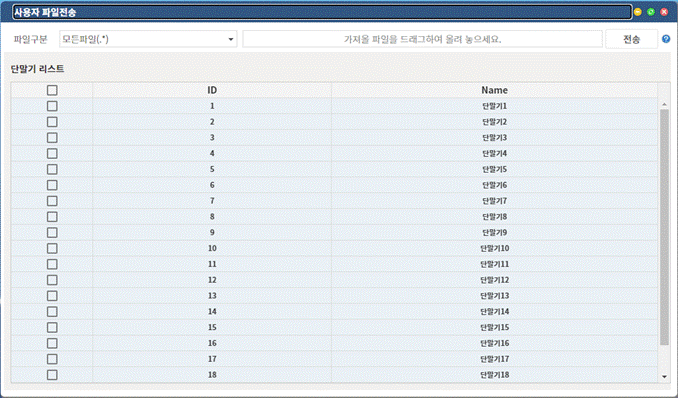 사용자 파일전송
파일구분 모든파일(.*) 가져올 파일을 드래그하여 올려 놓으세요. 전송 ?
단말기 리스트
ID Name
1 단말기1
2 단말기2
3 단말기3
4 단말기4
5 단말기5
6 단말기6
7 단말기7
8 단말기8
9 단말기9
10 단말기10
11 단말기11
12 단말기12
13 단말기13
14 단말기14
15 단말기15
16 단말기16
17 단말기17
18 단말기18